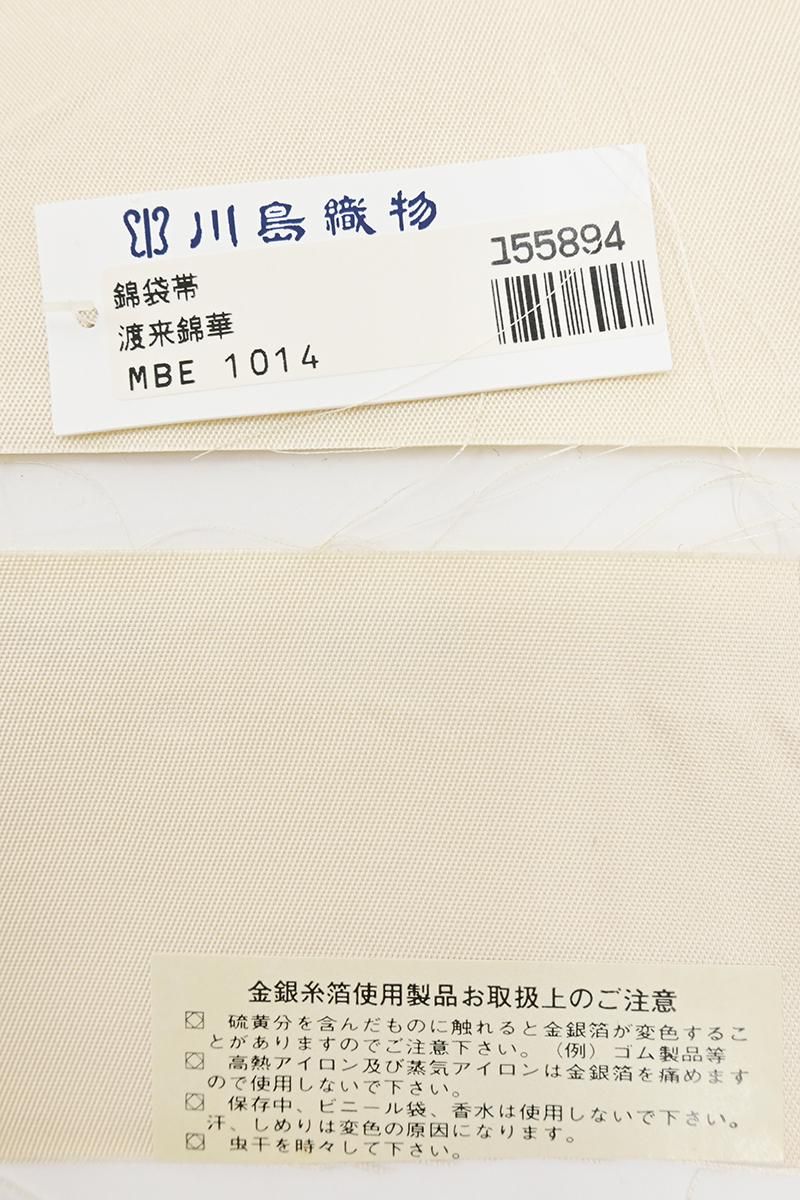 川島織物
155894
錦袋帯
渡来錦華
MBE 1014
金銀糸箔使用製品お取扱上のご注意
硫黄分を含んだものに触れると金銀箔が変色するこ
とがありますのでご注意下さい。(例)ゴム製品等
高熱アイロン及び蒸気アイロンは金銀箔を痛めます
ので使用しないで下さい。
保存中、ビニール袋、香水は使用しないで下さい。
汗、しめりは変色の原因になります。
虫干を時々して下さい。